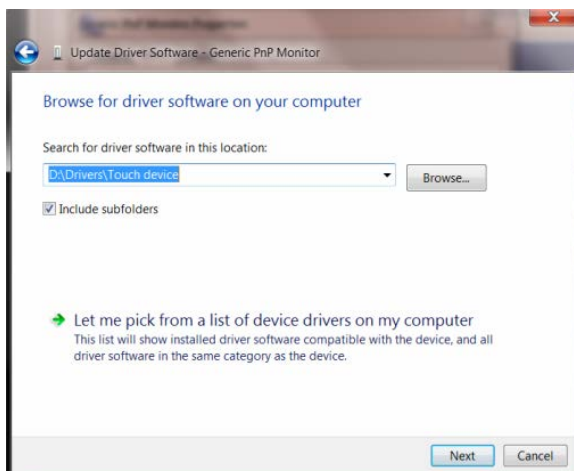 Update Driver Software - Generic PnP Monitor
Browse for driver software on your computer
Search for driver software in this location:
D:\Drivers\Touch device
Browse...
Include subfolders
Let me pick from a list of device drivers on my computer
This list will show installed driver software compatible with the device, and all
driver software in the same category as the device.
Next
Cancel